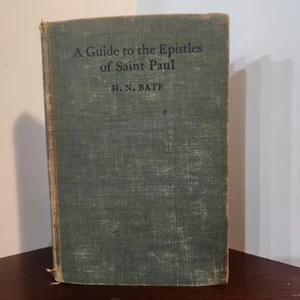 A Guide to the Epistles
of Saint Paul
H. N. BATE